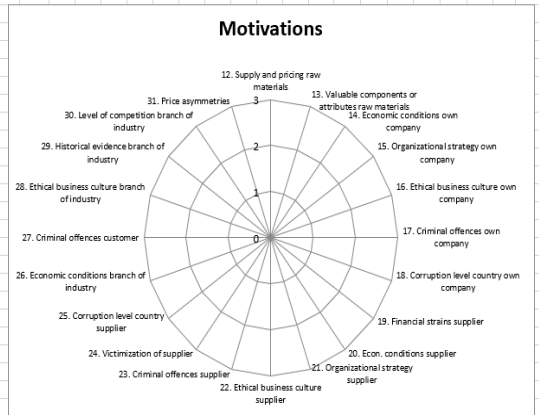 Motivations
12. Supply and pricing raw
materials
13. Valuable components or
attributes raw materials
14. Economic conditions own
company
15. Organizational strategy own
company
16. Ethical business culture own
company
17. Criminal offences own
company
18. Corruption level country own
company
19. Financial strains supplier
20. Econ. conditions supplier
21. Organizational strategy
supplier
22. Ethical business culture
supplier
23. Criminal offences supplier
24. Victimization of supplier
25. Corruption level country
supplier
26. Economic conditions branch of
industry
27. Criminal offences customer
28. Ethical business culture branch
of industry
29. Historical evidence branch of
industry
30. Level of competition branch of
industry
31. Price asymmetries
3
2
1
0